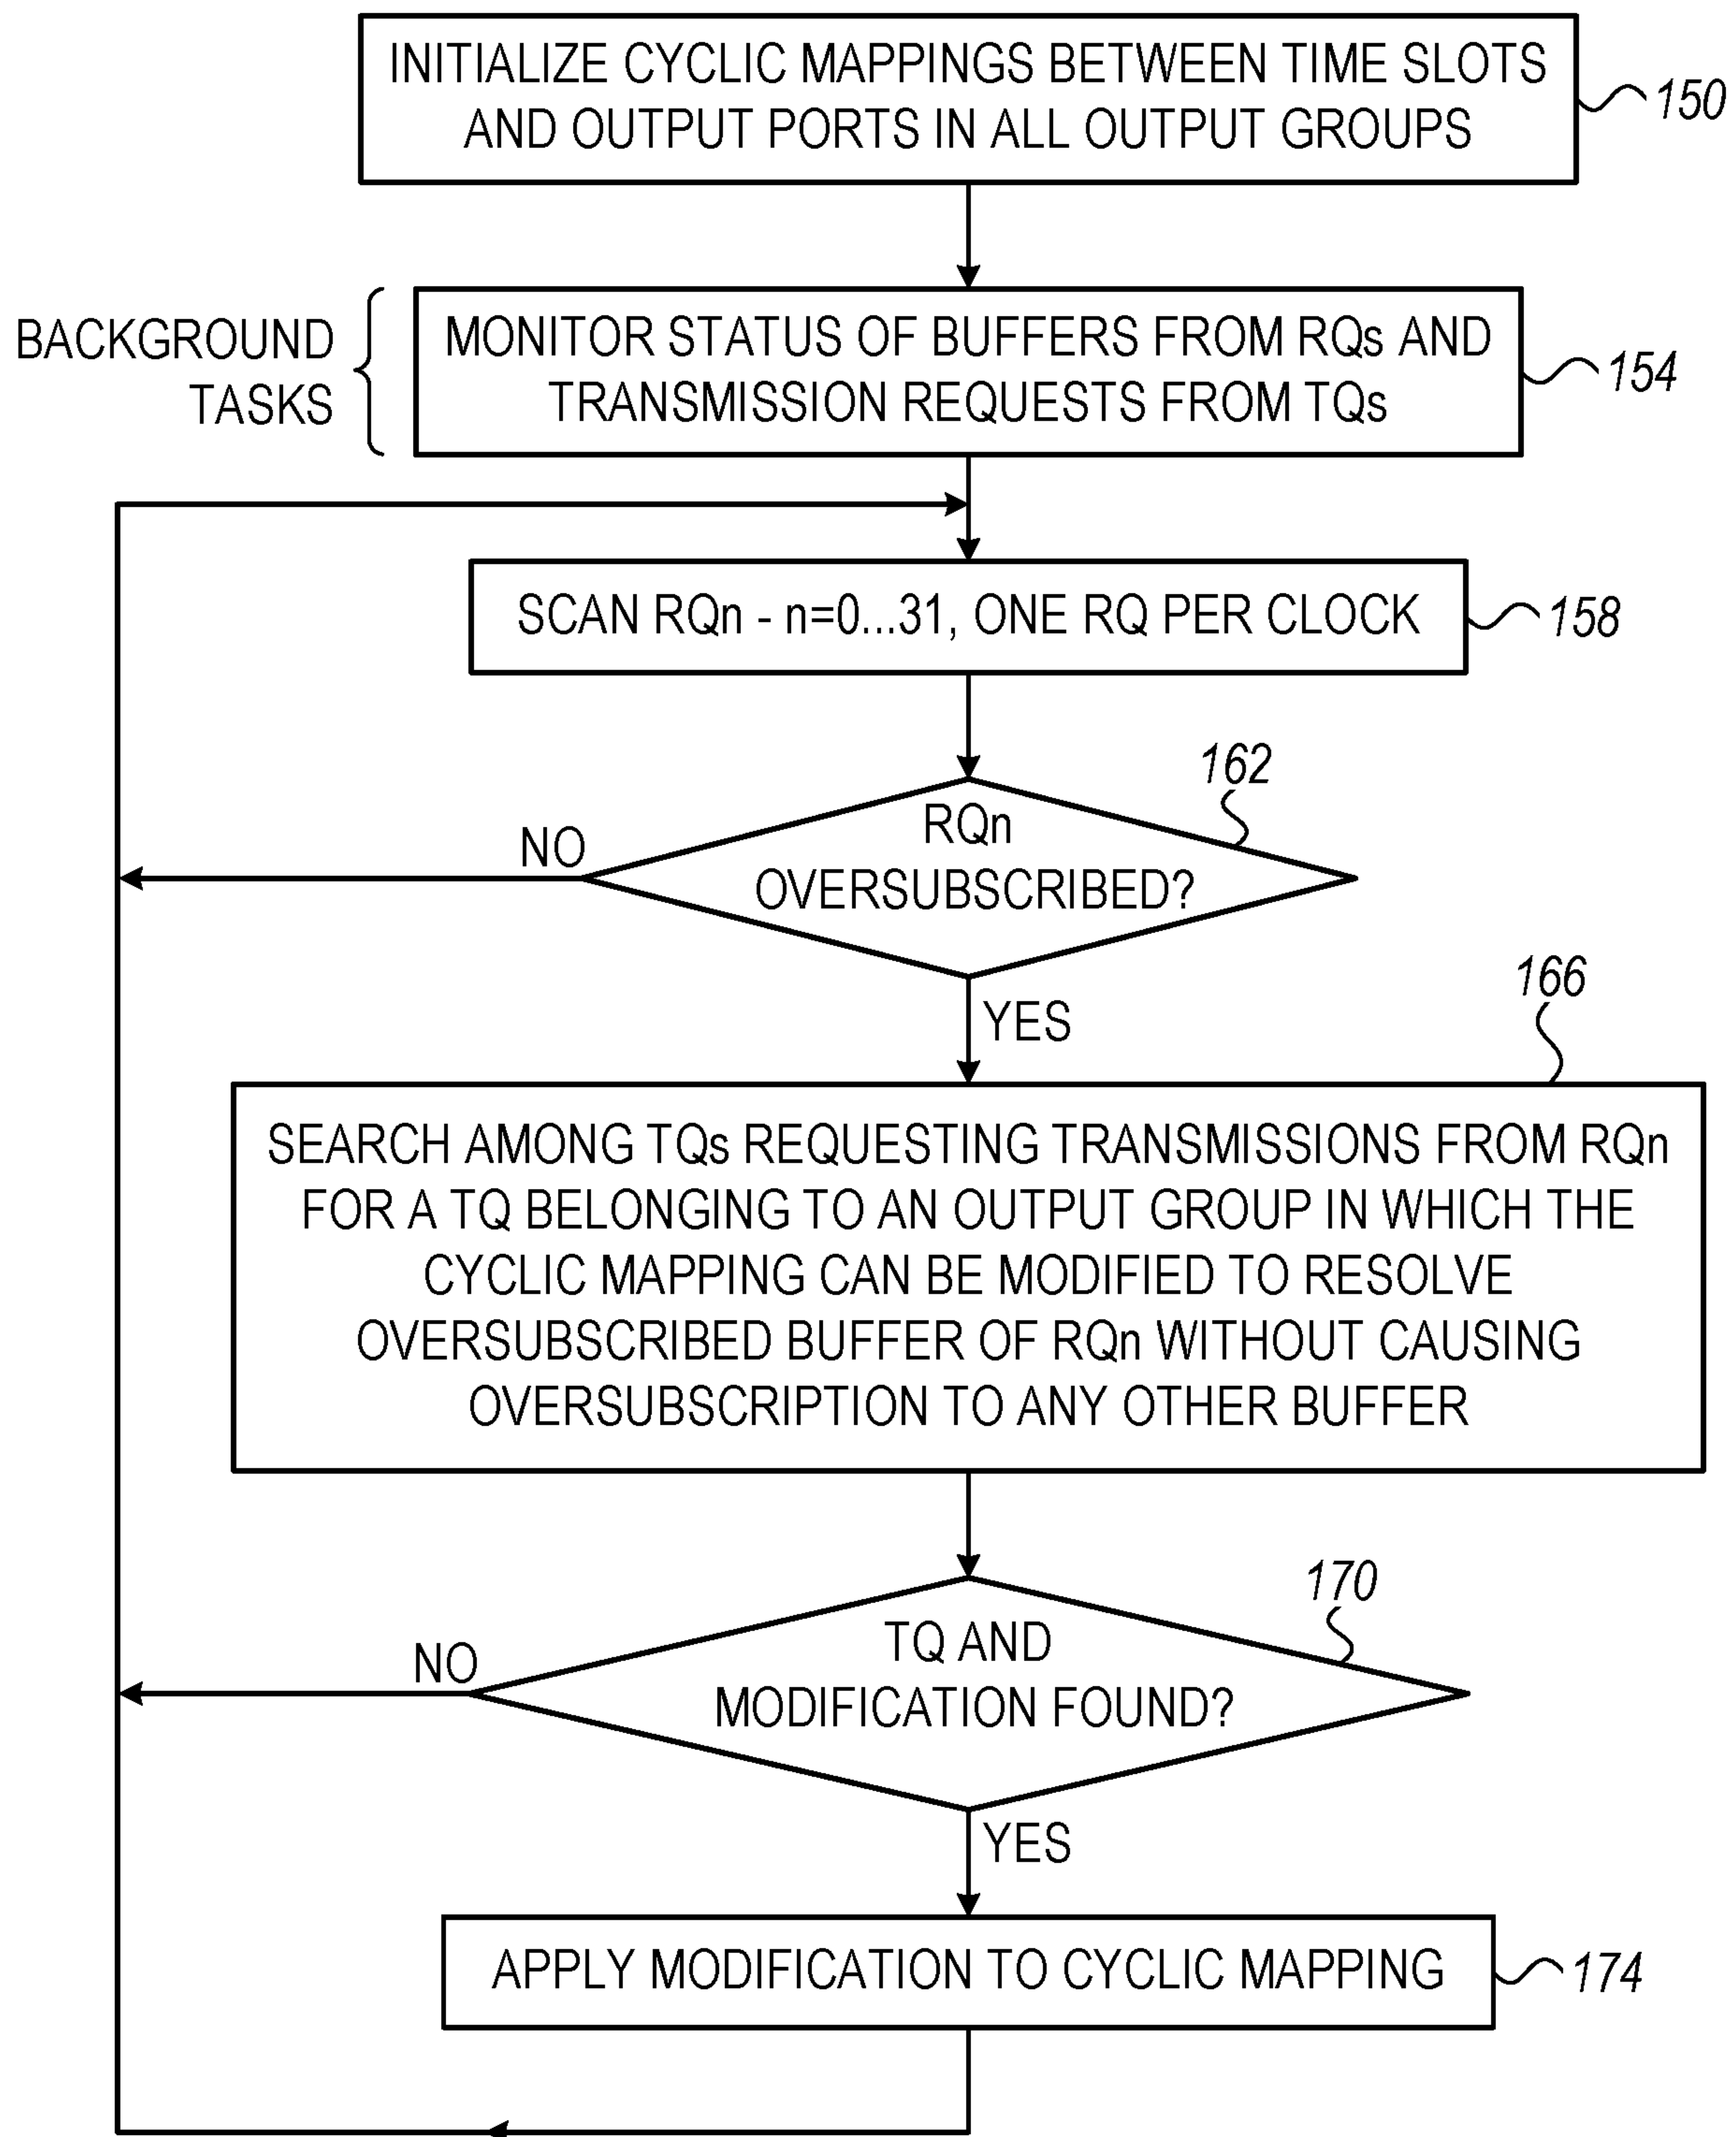 INITIALIZE CYCLIC MAPPINGS BETWEEN TIME SLOTS
AND OUTPUT PORTS IN ALL OUTPUT GROUPS
150
BACKGROUND
TASKS
MONITOR STATUS OF BUFFERS FROM RQs AND
TRANSMISSION REQUESTS FROM TQs
154
SCAN RQn - n=0...31, ONE RQ PER CLOCK
158
162
RQn
OVERSUBSCRIBED?
NO
YES
166
SEARCH AMONG TQs REQUESTING TRANSMISSIONS FROM RQn
FOR A TQ BELONGING TO AN OUTPUT GROUP IN WHICH THE
CYCLIC MAPPING CAN BE MODIFIED TO RESOLVE
OVERSUBSCRIBED BUFFER OF RQn WITHOUT CAUSING
OVERSUBSCRIPTION TO ANY OTHER BUFFER
170
TQ AND
MODIFICATION FOUND?
NO
YES
APPLY MODIFICATION TO CYCLIC MAPPING
174